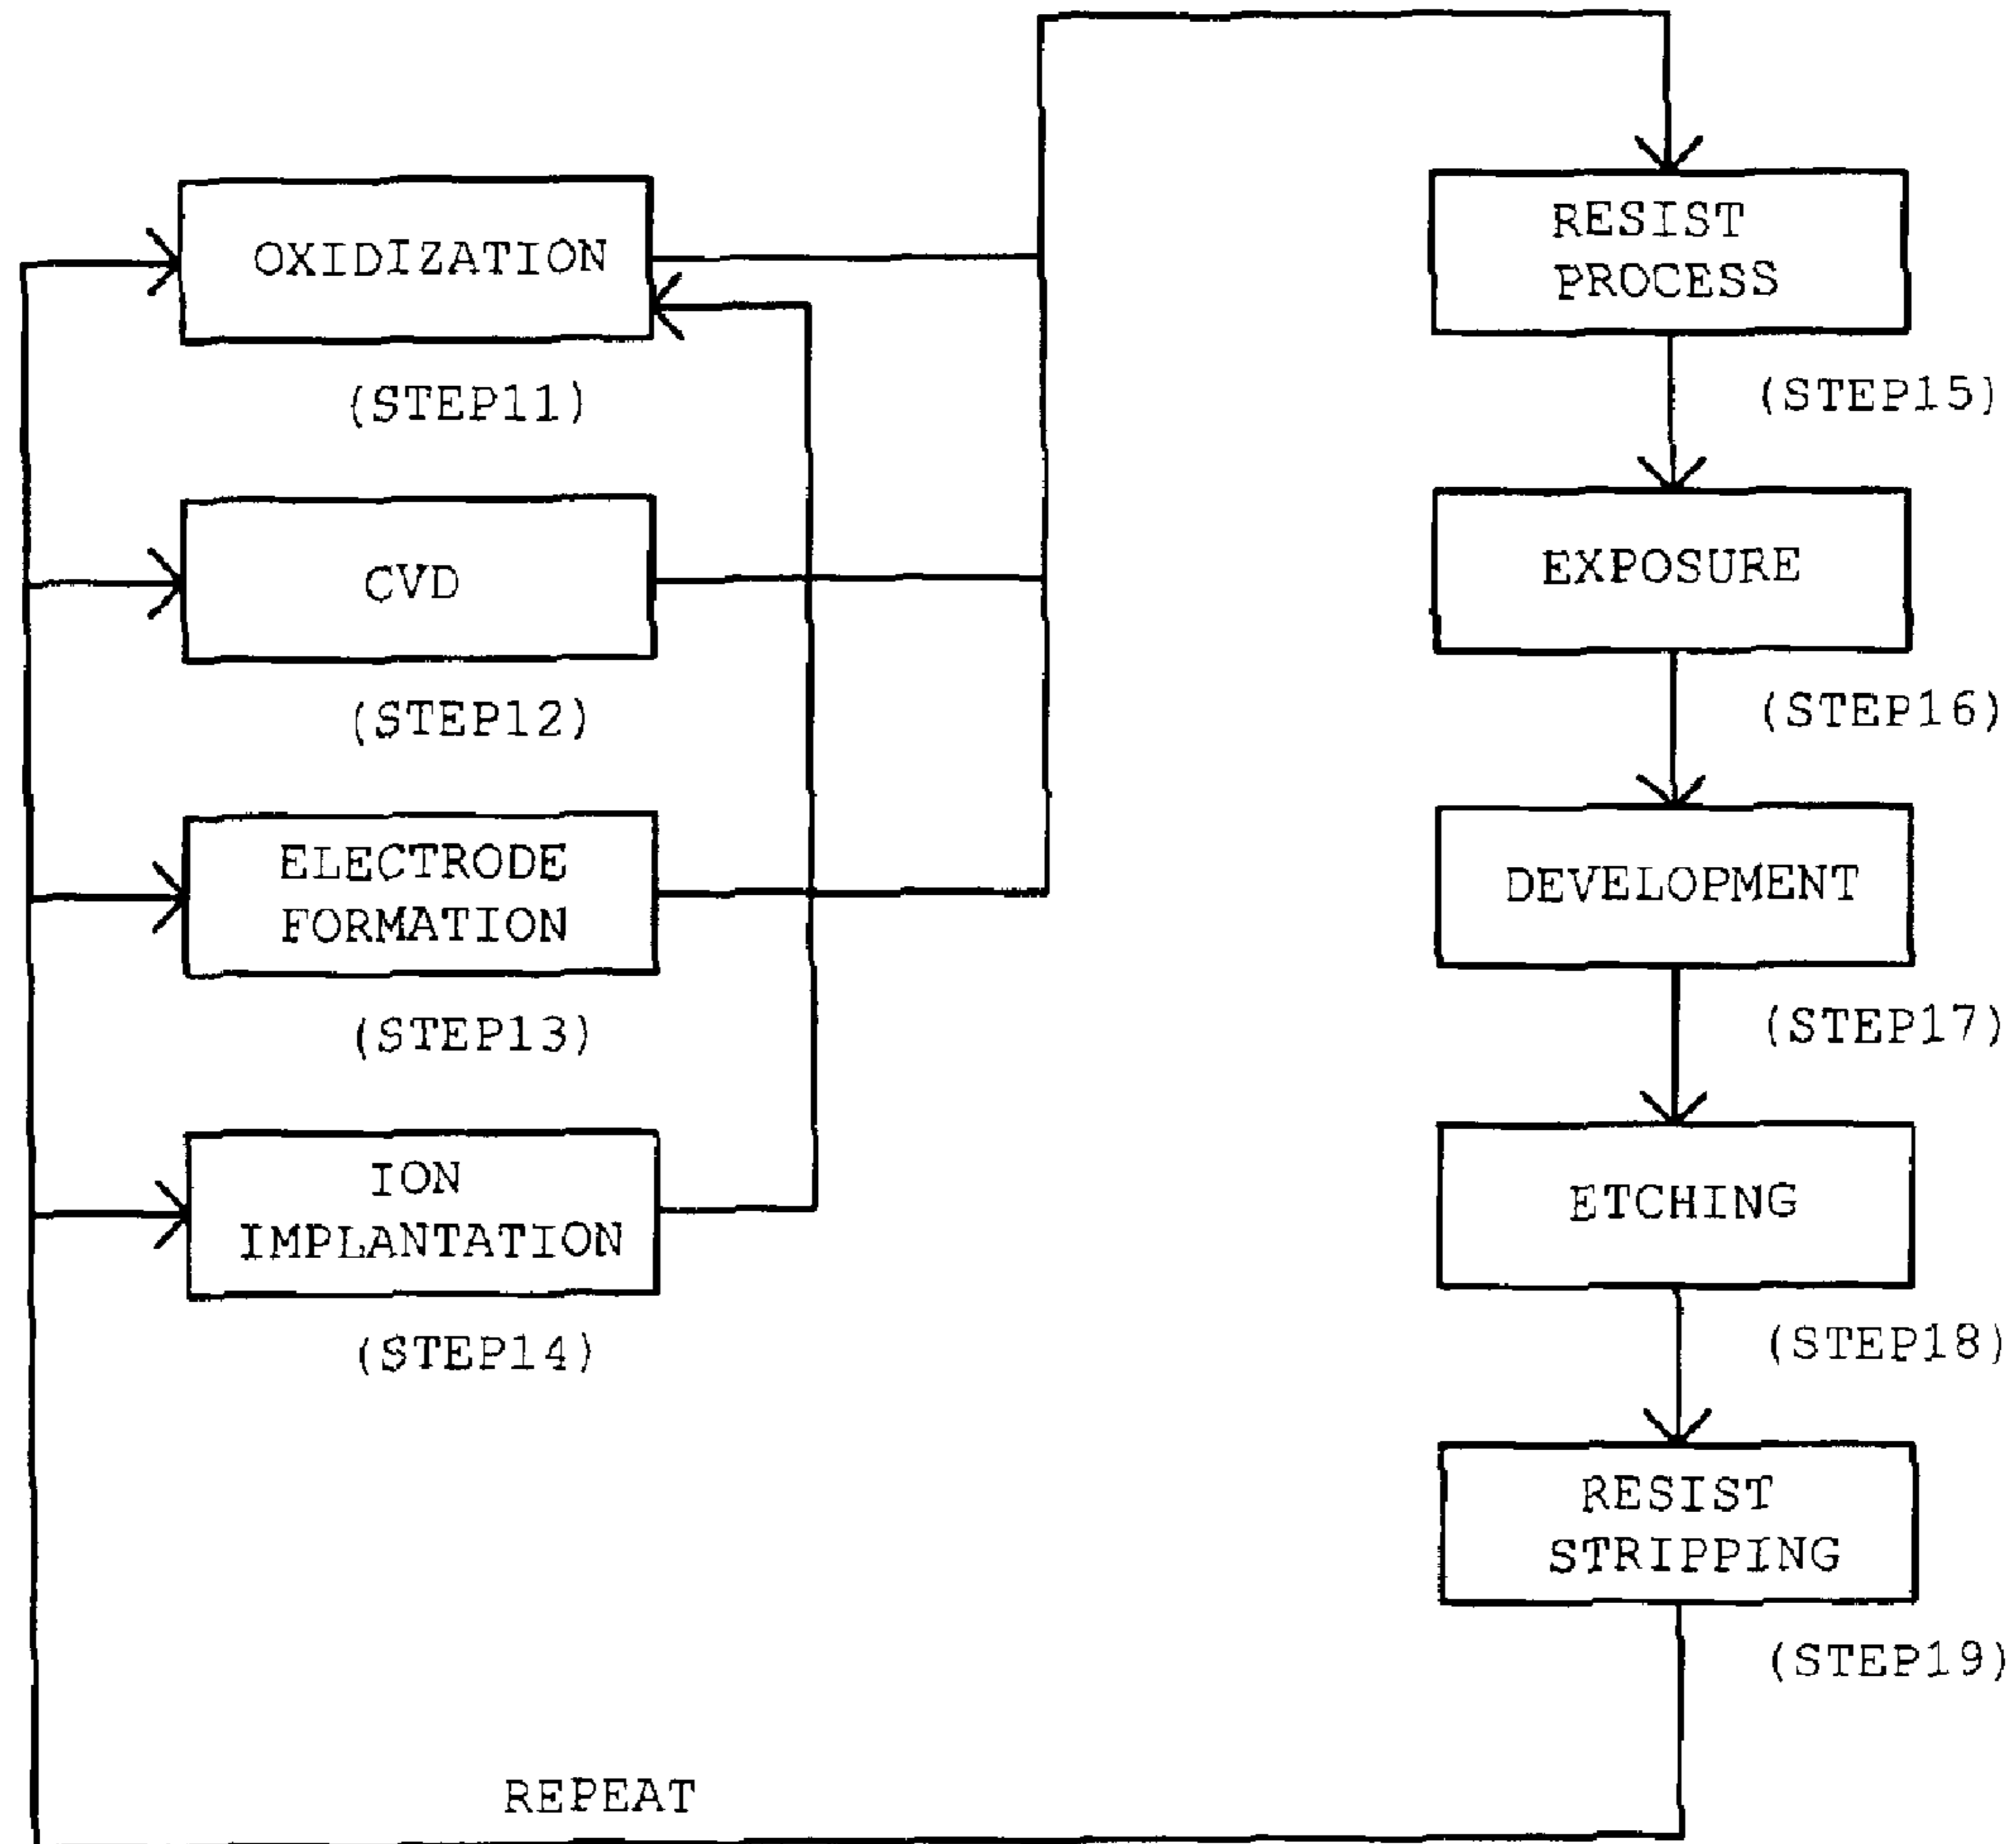 OXIDIZATION
(STEP11)
CVD
(STEP12)
ELECTRODE
FORMATION
(STEP13)
ION
IMPLANTATION
(STEP14)
RESIST
PROCESS
(STEP15)
EXPOSURE
(STEP16)
DEVELOPMENT
(STEP17)
ETCHING
(STEP18)
RESIST
STRIPPING
(STEP19)
REPEAT